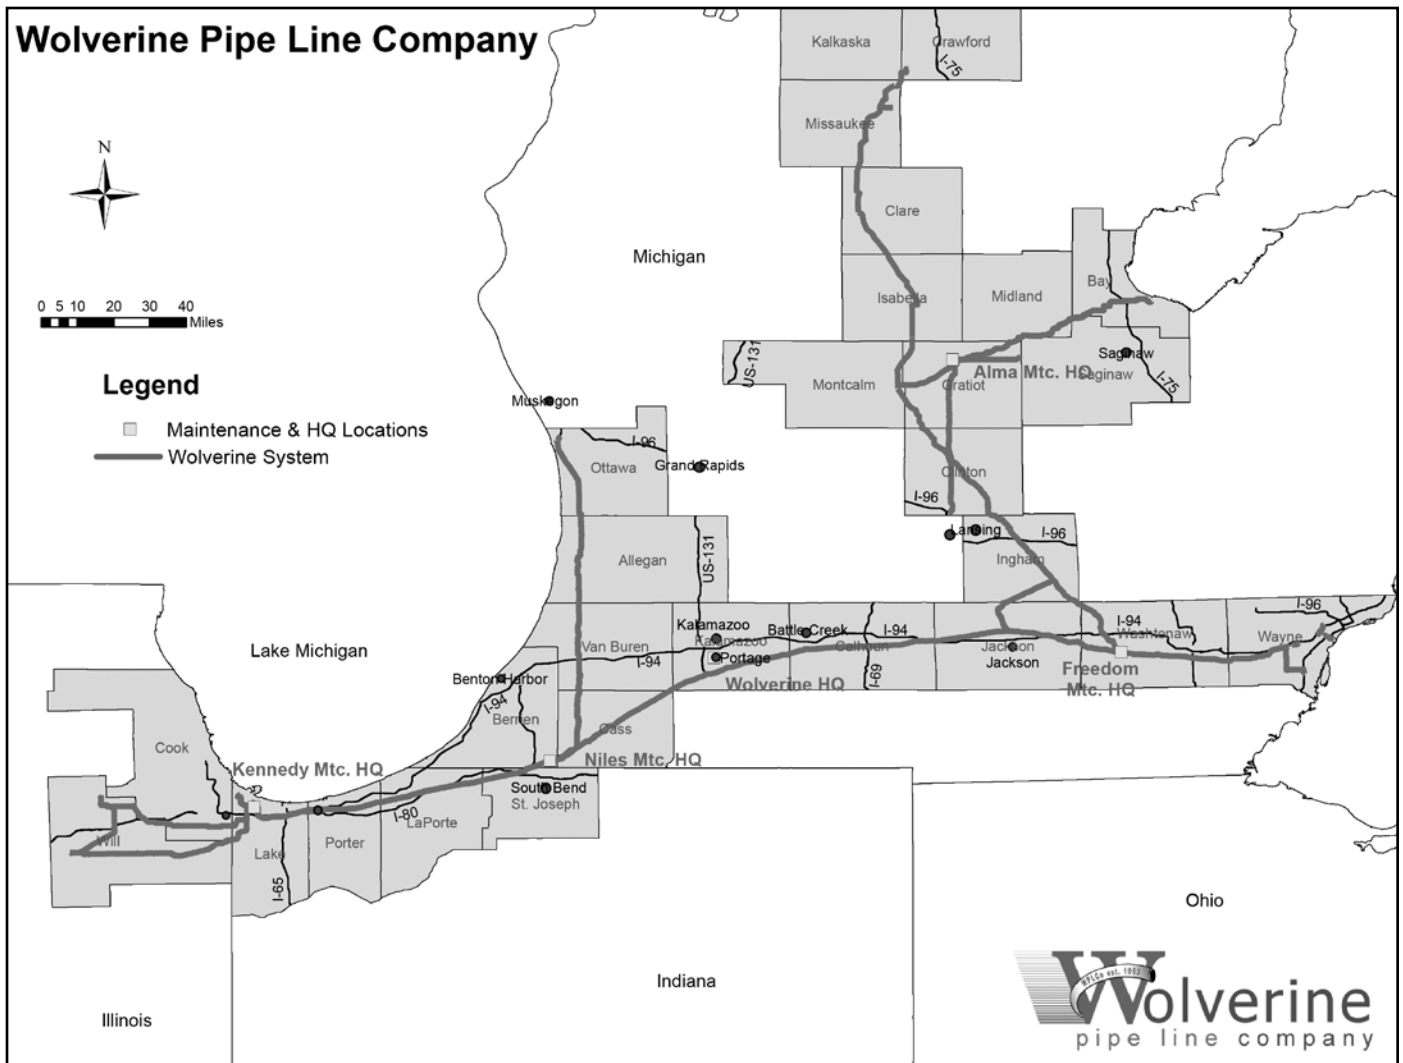 Wolverine Pipe Line Company
Kalkaska
Crawford
I-75
N
Missaukee
Clare
Michigan
Isabella
Midland
Bay
0 5 10 20 30 40
Miles
US-131
Saginaw
Legend
Montcalm
Gratiot
Alma Mtc. HQ
Saginaw
I-75
Muskegon
Maintenance & HQ Locations
Wolverine System
I-96
Ottawa
Grand Rapids
Clinton
I-96
Lansing
I-96
Allegan
US-131
Ingham
I-96
Kalamazoo
Battle Creek
I-94
I-94
Washtenaw
Wayne
Lake Michigan
Van Buren
Kalamazoo
Calhoun
Jackson
I-94
Portage
Jackson
Freedom
Mtc. HQ
Benton Harbor
I-69
Wolverine HQ
I-94
Berrien
Cass
Cook
Kennedy Mtc. HQ
Niles Mtc. HQ
South Bend
St. Joseph
I-80
LaPorte
Will
Lake
Porter
I-65
Ohio
Indiana
Illinois
WPLCo est. 1953
Wolverine
pipe line company